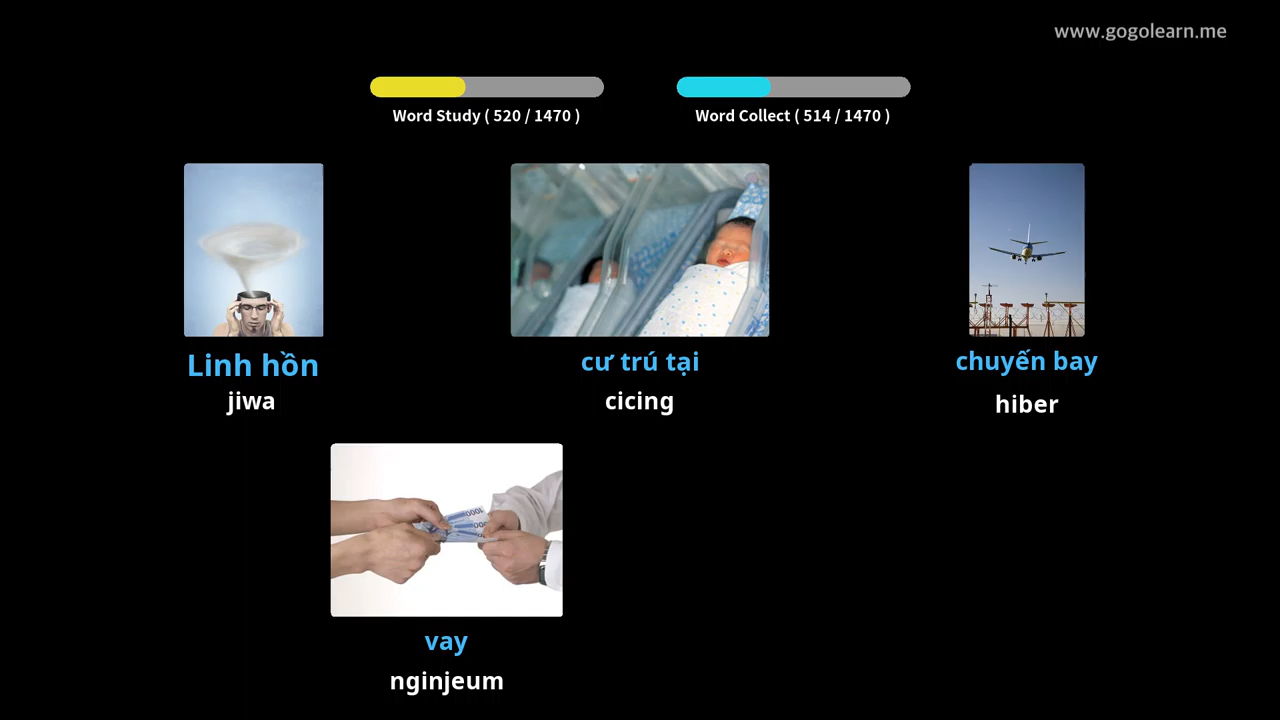 www.gogolearn.me
Word Study ( 520 / 1470 )
Word Collect ( 514 / 1470 )
Linh hồn
jiwa
cư trú tại
cicing
chuyến bay
hiber
vay
nginjeum